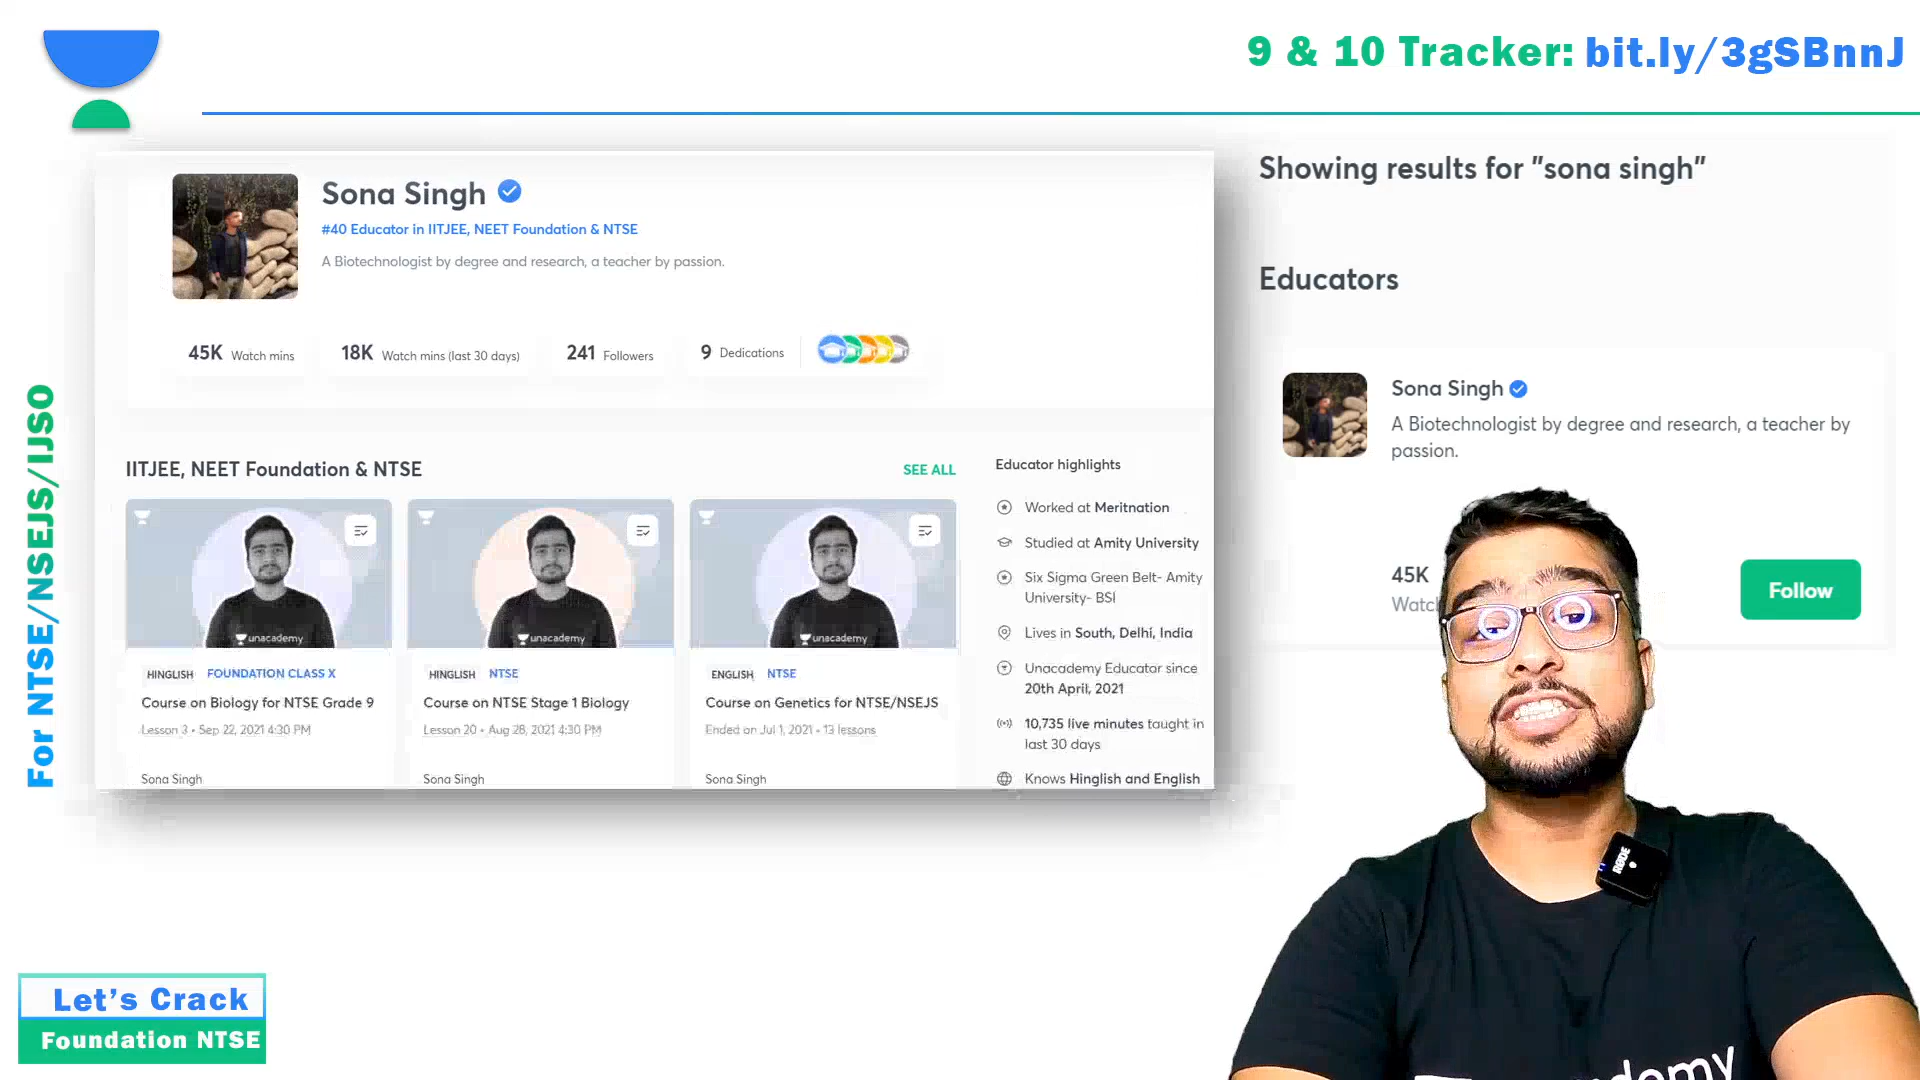 9 & 10 Tracker: bit.ly/3gSBnnJ
For NTSE/NSEJS/IJSO
Sona Singh
#40 Educator in IITJEE, NEET Foundation & NTSE
A Biotechnologist by degree and research, a teacher by passion.
45K Watch mins
18K Watch mins (last 30 days)
241 Followers
9 Dedications
IITJEE, NEET Foundation & NTSE
SEE ALL
unacademy
HINGLISH FOUNDATION CLASS X
Course on Biology for NTSE Grade 9
Lesson 3 • Sep 22, 2021 4:30 PM
Sona Singh
unacademy
HINGLISH NTSE
Course on NTSE Stage 1 Biology
Lesson 20 • Aug 28, 2021 4:30 PM
Sona Singh
unacademy
ENGLISH NTSE
Course on Genetics for NTSE/NSEJS
Ended on Jul 1, 2021 • 13 lessons
Sona Singh
Educator highlights
Worked at Meritnation
Studied at Amity University
Six Sigma Green Belt- Amity
University- BSI
Lives in South, Delhi, India
Unacademy Educator since
20th April, 2021
10,735 live minutes taught in
last 30 days
Knows Hinglish and English
Showing results for "sona singh"
Educators
Sona Singh
A Biotechnologist by degree and research, a teacher by
passion.
45K
Watc
Follow
RØDE
Let's Crack
Foundation NTSE